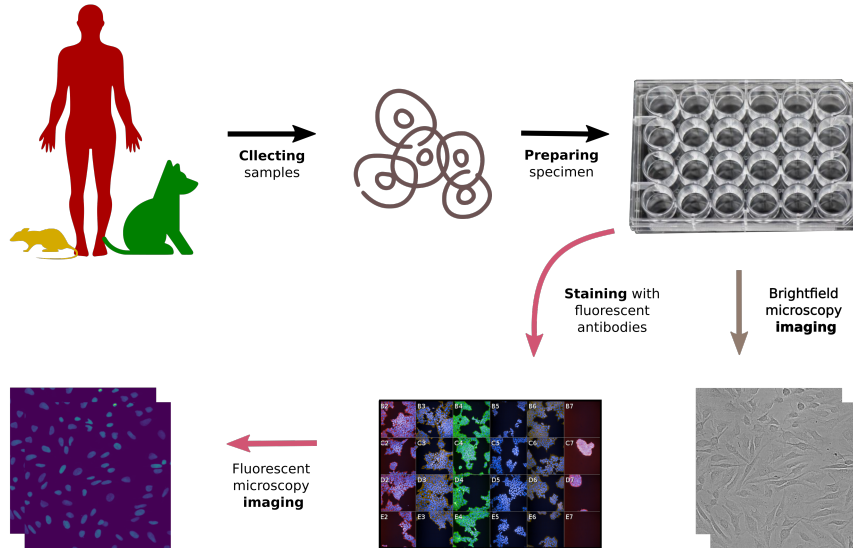 Cllecting
samples
Preparing
specimen
Staining with
fluorescent
antibodies
Brightfield
microscopy
imaging
B2 B3 B4 B5 B6 B7
C2 C3 C4 C5 C6 C7
D2 D3 D4 D5 D6 D7
E2 E3 E4 E5 E6 E7
Fluorescent
microscopy
imaging